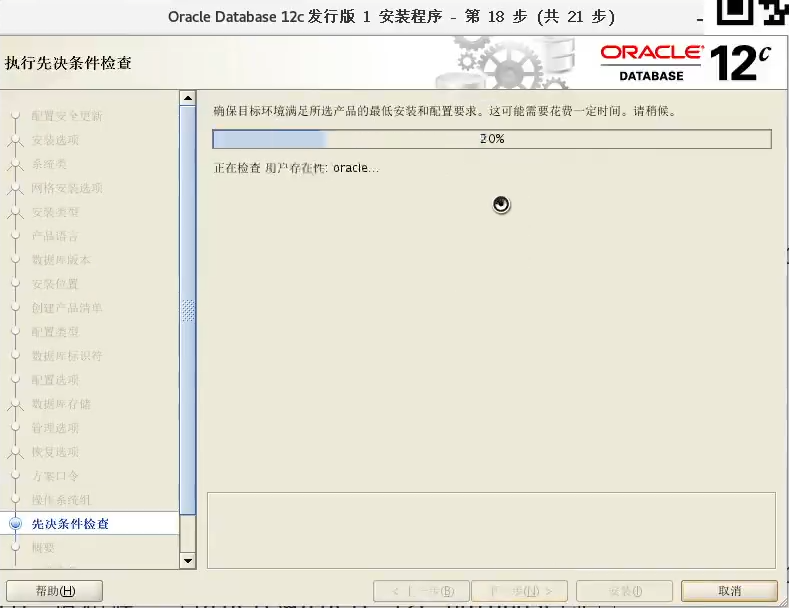 Oracle Database 12c 发行版 1 安装程序 - 第 18 步 (共 21 步)
执行先决条件检查
ORACLE
DATABASE
12c
配置安全更新
安装选项
系统类
网格安装选项
安装类型
产品语言
数据库版本
安装位置
创建产品清单
配置类型
数据库标识符
配置选项
数据库存储
管理选项
恢复选项
方案口令
操作系统组
先决条件检查
概要
确保目标环境满足所选产品的最低安装和配置要求。这可能需要花费一定时间。请稍候。
20%
正在检查 用户存在性: oracle...
帮助(H)
< 上一步(B)
下一步(N) >
安装(I)
取消